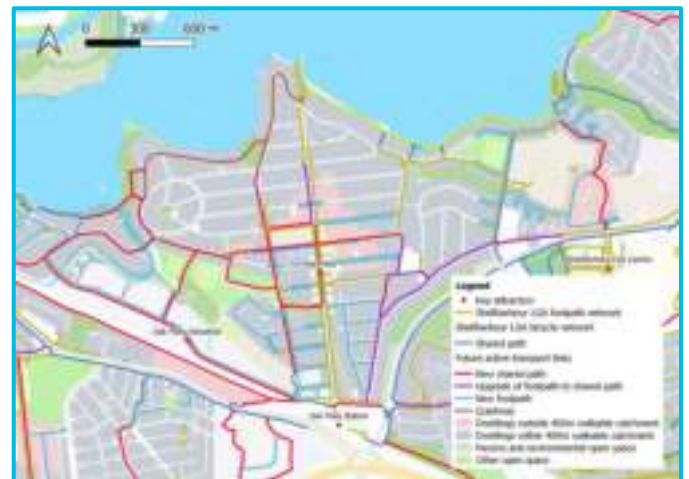 0 300 600 m
Oak Flats Station
Legend
Key attraction
Shellharbour LGA footpath network
Shellharbour LGA bicycle network
Shared path
Future active transport links
New shared path
Upgrade of footpath to shared path
New footpath
Dwellings outside 400m walkable catchment
Dwellings within 400m walkable catchment
Passive and environmental open space
Other open space